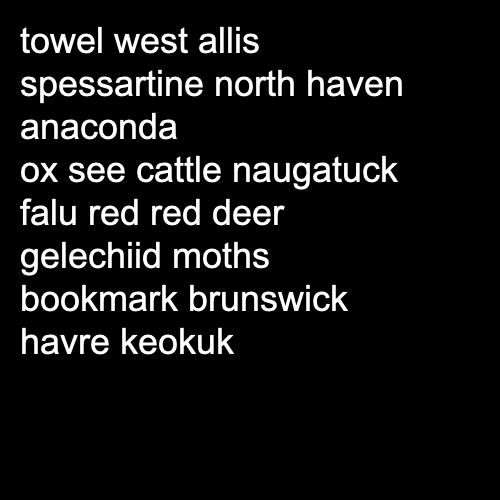 towel west allis
spessartine north haven
anaconda
ox see cattle naugatuck
falu red red deer
gelechiid moths
bookmark brunswick
havre keokuk